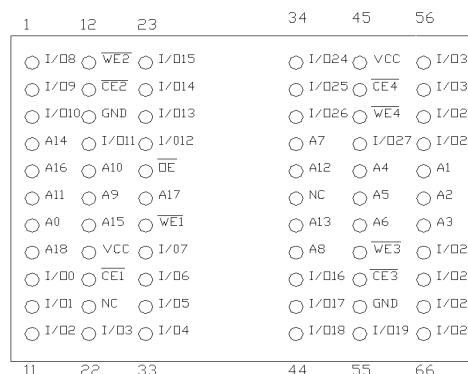 1 12 23 34 45 56
I/O8 WE2 I/O15 I/O24 VCC I/O3
I/O9 CE2 I/O14 I/O25 CE4 I/O3
I/O10 GND I/O13 I/O26 WE4 I/O2
A14 I/O11 1/012 A7 I/O27 I/O2
A16 A10 OE A12 A4 A1
A11 A9 A17 NC A5 A2
A0 A15 WE1 A13 A6 A3
A18 VCC I/O7 A8 WE3 I/O2
I/O0 CE1 I/O6 I/O16 CE3 I/O2
I/O1 NC I/O5 I/O17 GND I/O2
I/O2 I/O3 I/O4 I/O18 I/O19 I/O2
11 22 33 44 55 66